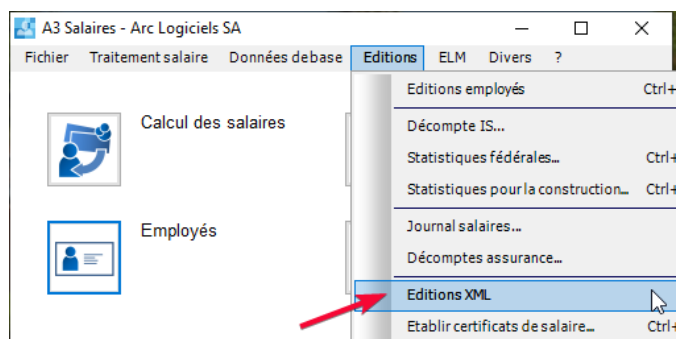 A3 Salaires - Arc Logiciels SA
Fichier Traitement salaire Données de base Editions ELM Divers ?
Editions employés Ctrl+
Calcul des salaires
Décompte IS...
Statistiques fédérales... Ctrl+
Statistiques pour la construction... Ctrl+
Employés
Journal salaires...
Décomptes assurance...
Editions XML
Etablir certificats de salaire... Ctrl+